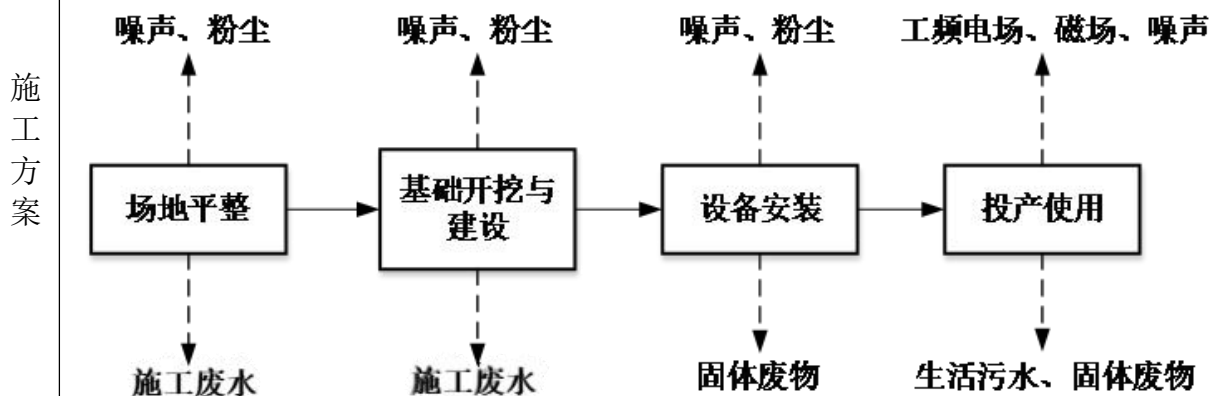 施工方案
噪声、粉尘
噪声、粉尘
噪声、粉尘
工频电场、磁场、噪声
场地平整
基础开挖与
建设
设备安装
投产使用
施工废水
施工废水
固体废物
生活污水、固体废物